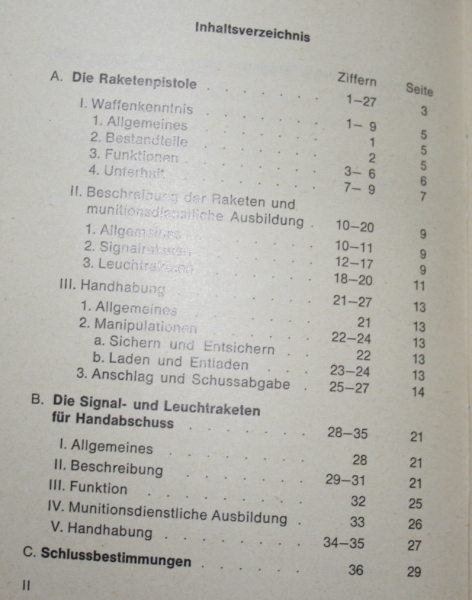 Inhaltsverzeichnis
Ziffern Seite
A. Die Raketenpistole . . . . . . . 1—27 3
I. Waffenkenntnis . . . . . . . 1— 9 5
1. Allgemeines . . . . . . . 1 5
2. Bestandteile . . . . . . . 2 5
3. Funktionen . . . . . . . 3— 6 6
4. Unterhalt . . . . . . . 7— 9 7
II. Beschreibung der Raketen und
munitionsdienstliche Ausbildung . 10—20 9
1. Allgemeines . . . . . . 10—11 9
2. Signalraketen . . . . . . 12—17 9
3. Leuchtraketen . . . . . . 18—20 11
III. Handhabung . . . . . . . 21—27 13
1. Allgemeines . . . . . . 21 13
2. Manipulationen . . . . . 22—24 13
a. Sichern und Entsichern . . 22 13
b. Laden und Entladen . . . 23—24 13
3. Anschlag und Schussabgabe . 25—27 14
B. Die Signal- und Leuchtraketen
für Handabschuss . . . . . . 28—35 21
I. Allgemeines . . . . . . . 28 21
II. Beschreibung . . . . . . 29—31 21
III. Funktion . . . . . . . 32 25
IV. Munitionsdienstliche Ausbildung . 33 26
V. Handhabung . . . . . . . 34—35 27
C. Schlussbestimmungen . . . . . 36 29
II